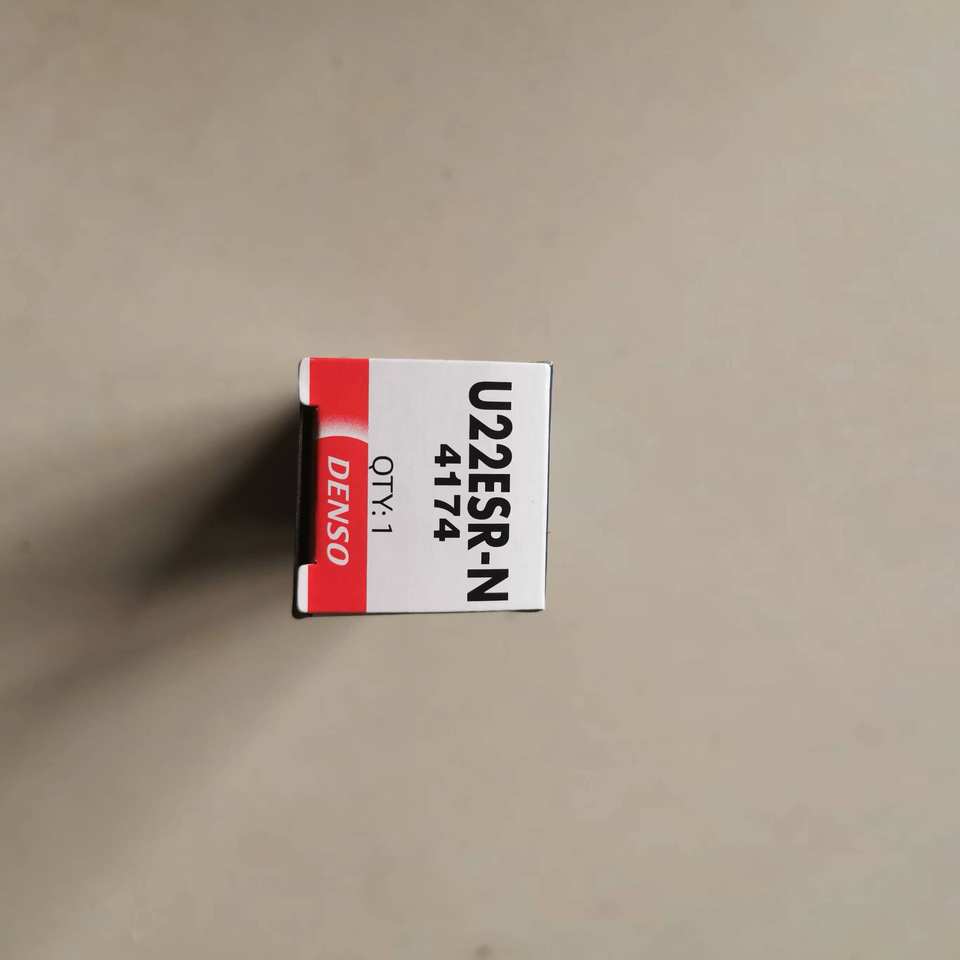 U22ESR-N
4174
QTY: 1
DENSO